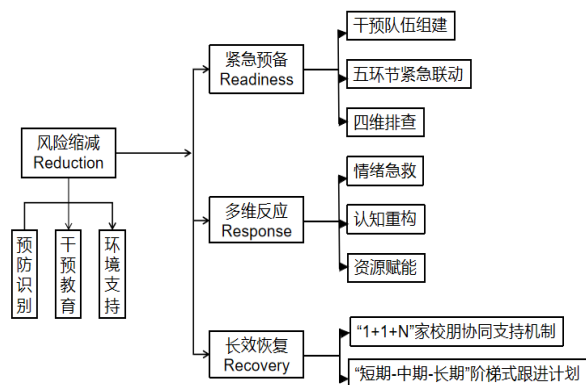 风险缩减
Reduction
预防识别
干预教育
环境支持
紧急预备
Readiness
干预队伍组建
五环节紧急联动
四维排查
多维反应
Response
情绪急救
认知重构
资源赋能
长效恢复
Recovery
“1+1+N”家校朋协同支持机制
“短期-中期-长期”阶梯式跟进计划